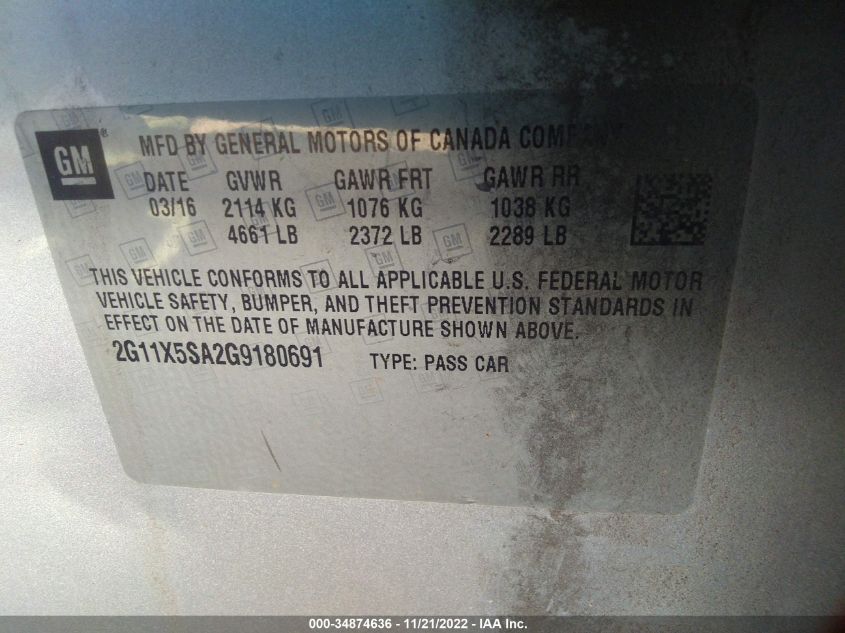 GM ® MFD BY GENERAL MOTORS OF CANADA COMPANY
DATE GVWR GAWR FRT GAWR RR
03/16 2114 KG 1076 KG 1038 KG
4661 LB 2372 LB 2289 LB
THIS VEHICLE CONFORMS TO ALL APPLICABLE U.S. FEDERAL MOTOR
VEHICLE SAFETY, BUMPER, AND THEFT PREVENTION STANDARDS IN
EFFECT ON THE DATE OF MANUFACTURE SHOWN ABOVE.
2G11X5SA2G9180691 TYPE: PASS CAR
000-34874636 - 11/21/2022 - IAA Inc.